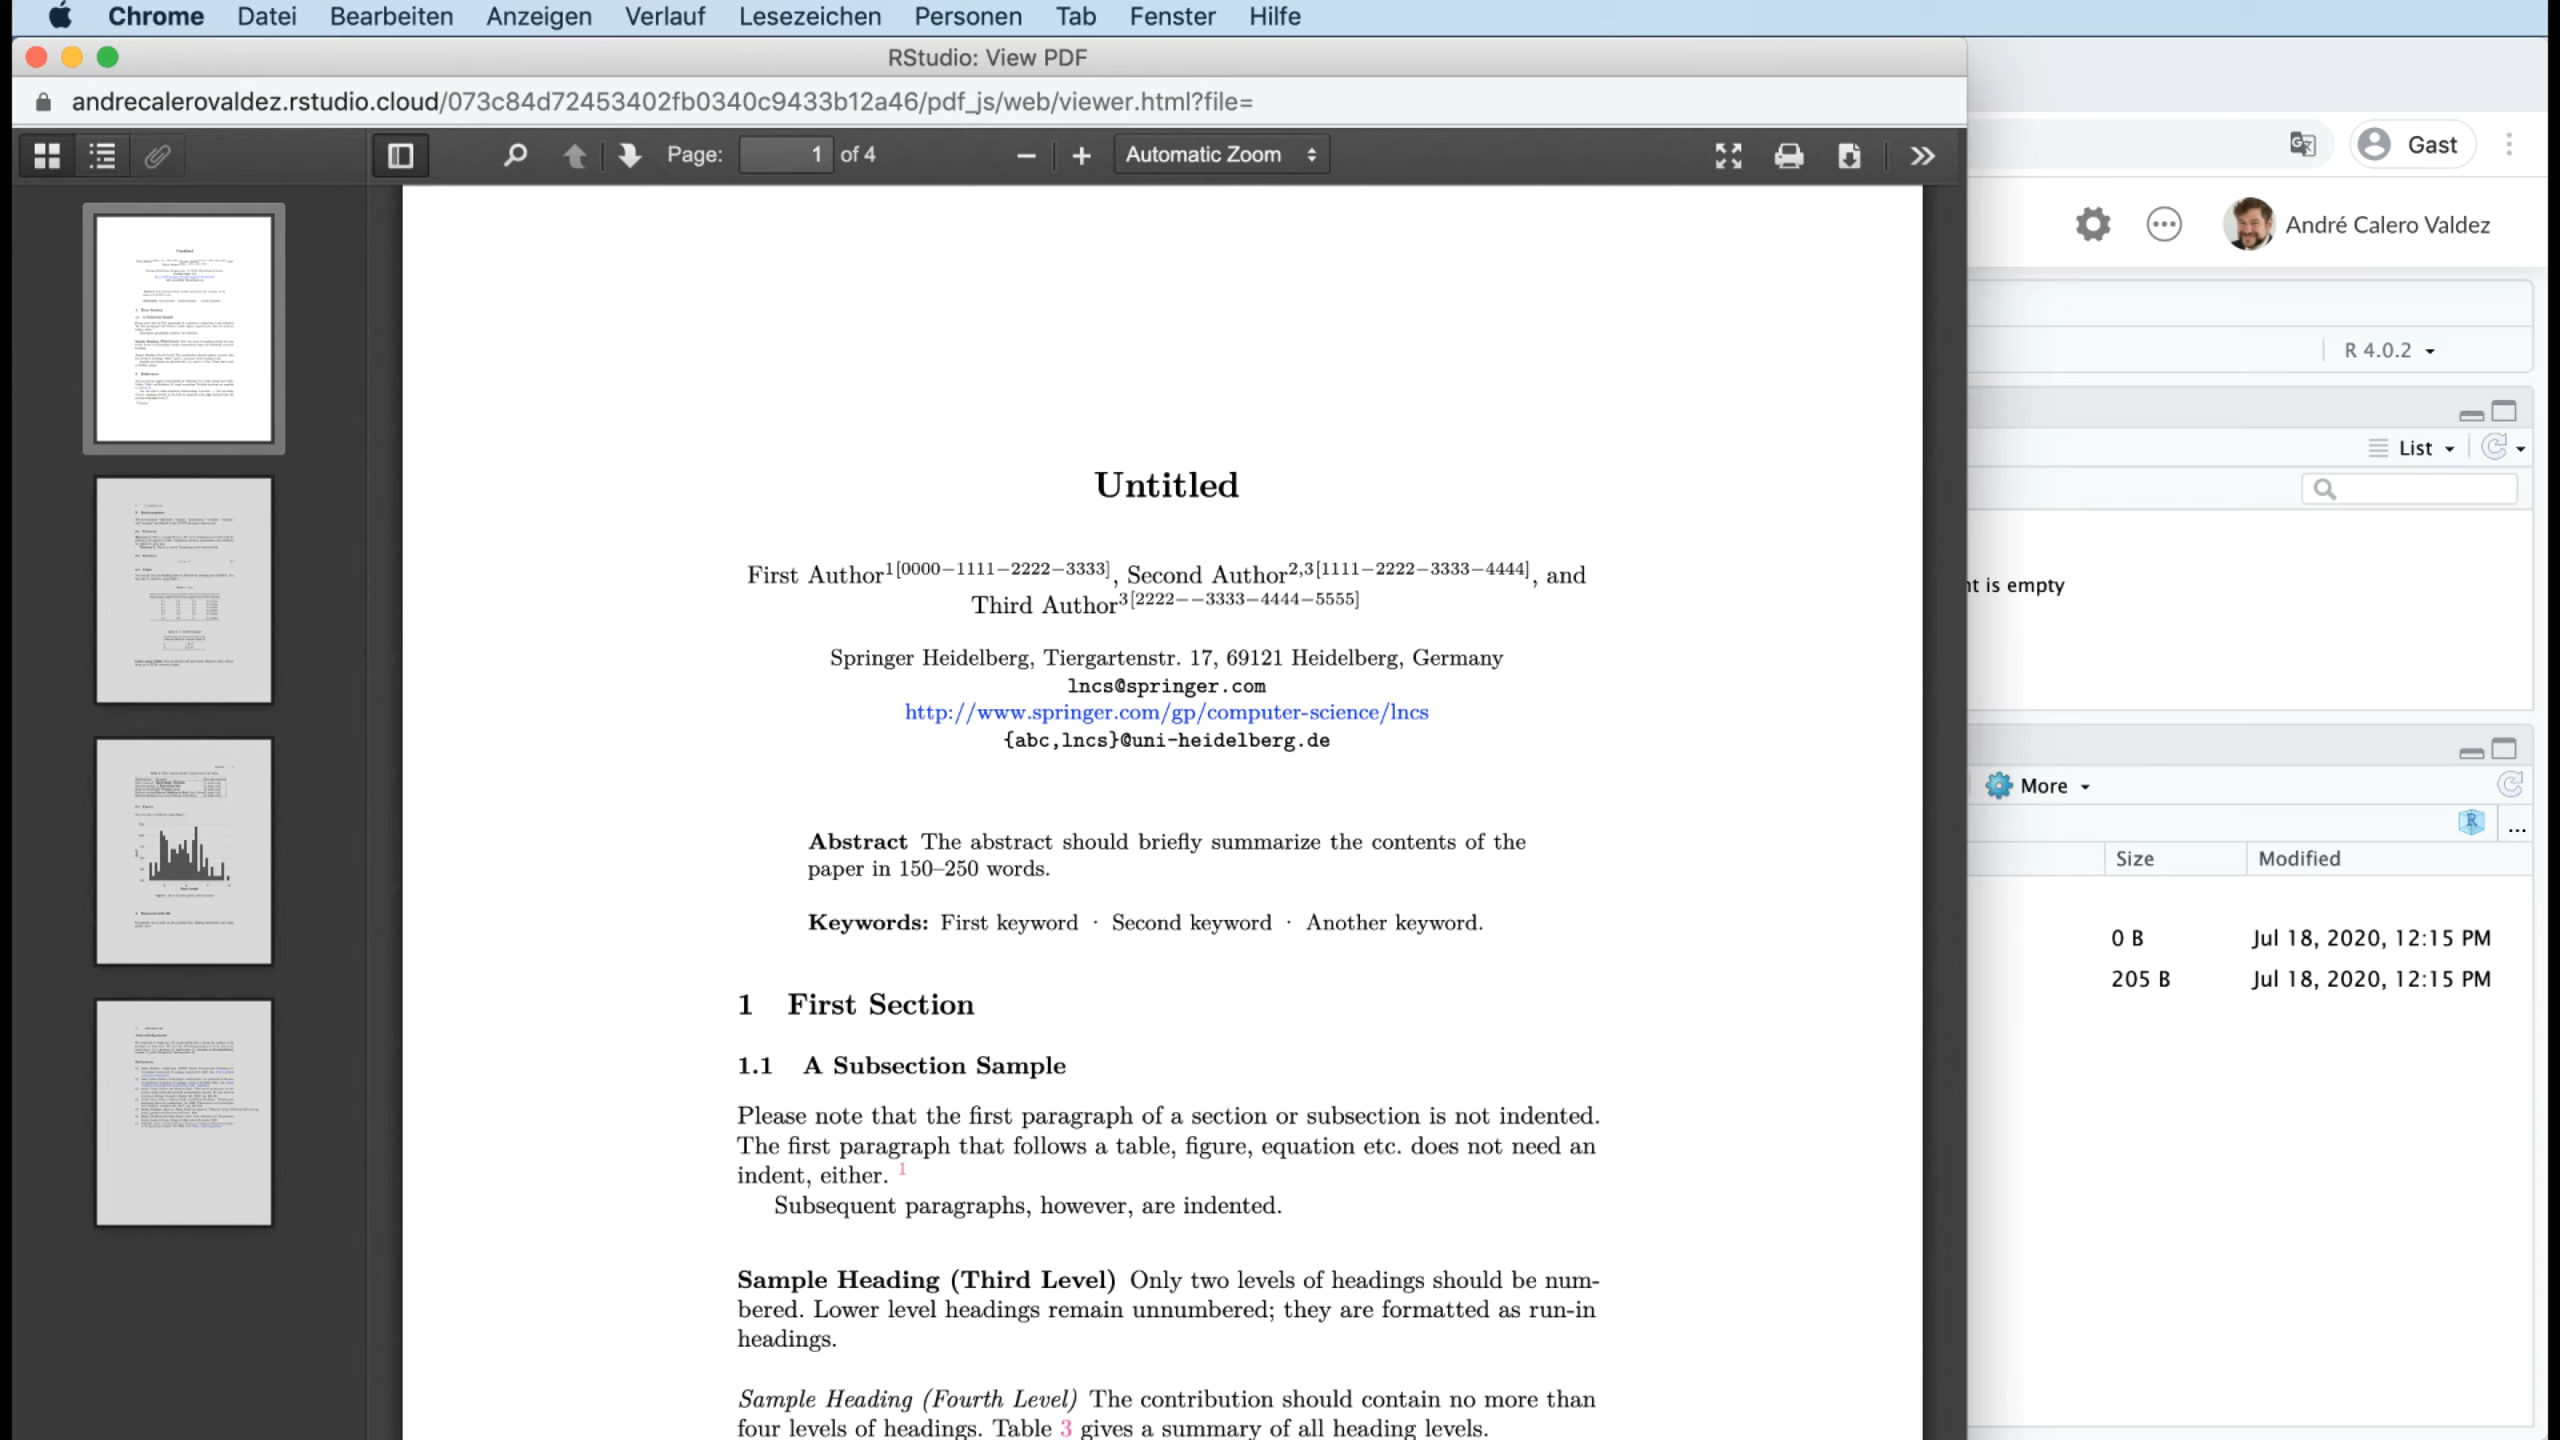 Chrome Datei Bearbeiten Anzeigen Verlauf Lesezeichen Personen Tab Fenster Hilfe
RStudio: View PDF
andrecalerovaldez.rstudio.cloud/073c84d72453402fb0340c9433b12a46/pdf_js/web/viewer.html?file=
Page: 1 of 4 Automatic Zoom
Gast
André Calero Valdez
R 4.0.2
List
nt is empty
More
Size Modified
0 B Jul 18, 2020, 12:15 PM
205 B Jul 18, 2020, 12:15 PM
Untitled
First Author1[0000−1111−2222−3333], Second Author2,3[1111−2222−3333−4444], and
Third Author3[2222−−3333−4444−5555]
Springer Heidelberg, Tiergartenstr. 17, 69121 Heidelberg, Germany
lncs@springer.com
http://www.springer.com/gp/computer-science/lncs
{abc,lncs}@uni-heidelberg.de
Abstract The abstract should briefly summarize the contents of the
paper in 150–250 words.
Keywords: First keyword · Second keyword · Another keyword.
1 First Section
1.1 A Subsection Sample
Please note that the first paragraph of a section or subsection is not indented.
The first paragraph that follows a table, figure, equation etc. does not need an
indent, either. 1
Subsequent paragraphs, however, are indented.
Sample Heading (Third Level) Only two levels of headings should be num-
bered. Lower level headings remain unnumbered; they are formatted as run-in
headings.
Sample Heading (Fourth Level) The contribution should contain no more than
four levels of headings. Table 3 gives a summary of all heading levels.